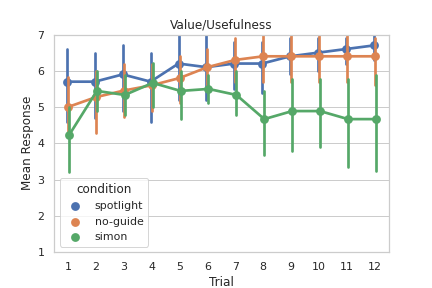 Value/Usefulness
7
6
5
4
3
2
1
Mean Response
condition
spotlight
no-guide
simon
1 2 3 4 5 6 7 8 9 10 11 12
Trial